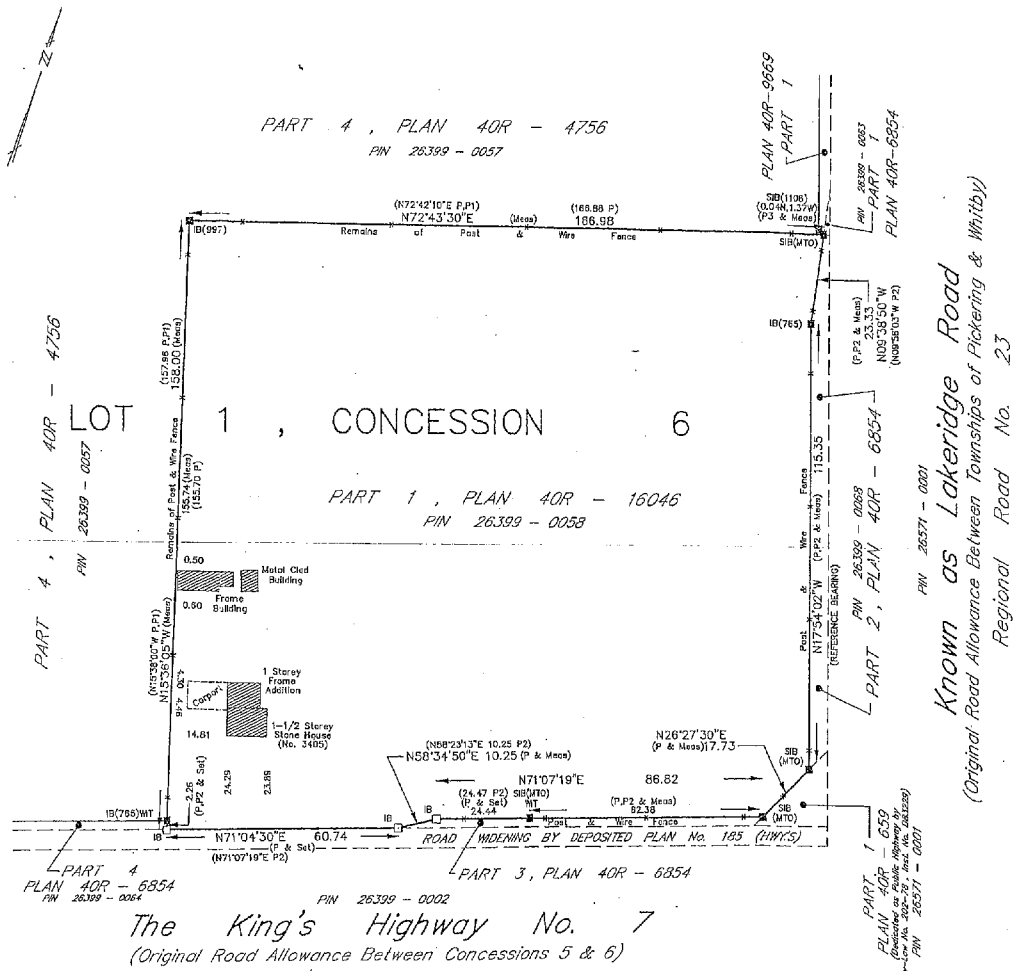 N
PART 4 , PLAN 40R - 4756
PIN 26399 - 0057
PLAN 40R-9669
PART 1
PIN 26399 - 0063
PART 1
PLAN 40R-6854
SIB(1106)
(0.04N,1.37W)
(P3 & Meas)
(N72°42'10"E P,P1)
N72°43'30"E
(Meas)
(166.88 P)
166.98
IB(997)
Remains of Post & Wire Fence
SIB(MTO)
IB(765)
(P,P2 & Meas)
23.33
N09°38'50"W
(N09°58'03"W P2)
PART 4 , PLAN 40R - 4756
PIN 26399 - 0057
(157.96 P,P1)
158.00 (Meas)
Remains of Post & Wire Fence
155.74 (Meas)
(155.70 P)
(N15°38'00"W P,P1)
N15°36'05"W (Meas)
LOT 1 , CONCESSION 6
PART 1 , PLAN 40R - 16046
PIN 26399 - 0058
Post & Wire Fence
N17°54'02"W (P,P2 & Meas) 115.35
(REFERENCE BEARING)
PIN 26399 - 0068
PART 2 , PLAN 40R - 6854
PIN 26571 - 0001
Known as Lakeridge Road
(Original Road Allowance Between Townships of Pickering & Whitby)
Regional Road No. 23
0.50
Metal Clad
Building
Frame
Building
0.60
1 Storey
Frame
Addition
Carport
4.46
1-1/2 Storey
Stone House
(No. 3405)
14.81
24.29
23.89
2.26
(P,P2 & Set)
N26°27'30"E
(P & Meas)17.73
SIB
(MTO)
(N58°23'13"E 10.25 P2)
N58°34'50"E 10.25 (P & Meas)
N71°07'19"E 86.82
(24.47 P2)
(P & Set)
24.44
SIB(MTO)
WIT
(P,P2 & Meas)
82.38
SIB
(MTO)
IB(765)WIT
IB
IB
Post & Wire Fence
N71°04'30"E 60.74
(P & Set)
(N71°07'19"E P2)
ROAD WIDENING BY DEPOSITED PLAN No. 185 (HWY.S)
PART 4
PLAN 40R - 6854
PIN 26399 - 0064
PART 3 , PLAN 40R - 6854
PIN 26399 - 0002
The King's Highway No. 7
(Original Road Allowance Between Concessions 5 & 6)
PART 1
PLAN 40R - 659
(Dedicated as Public Highway by
PIN 26571 - 0001